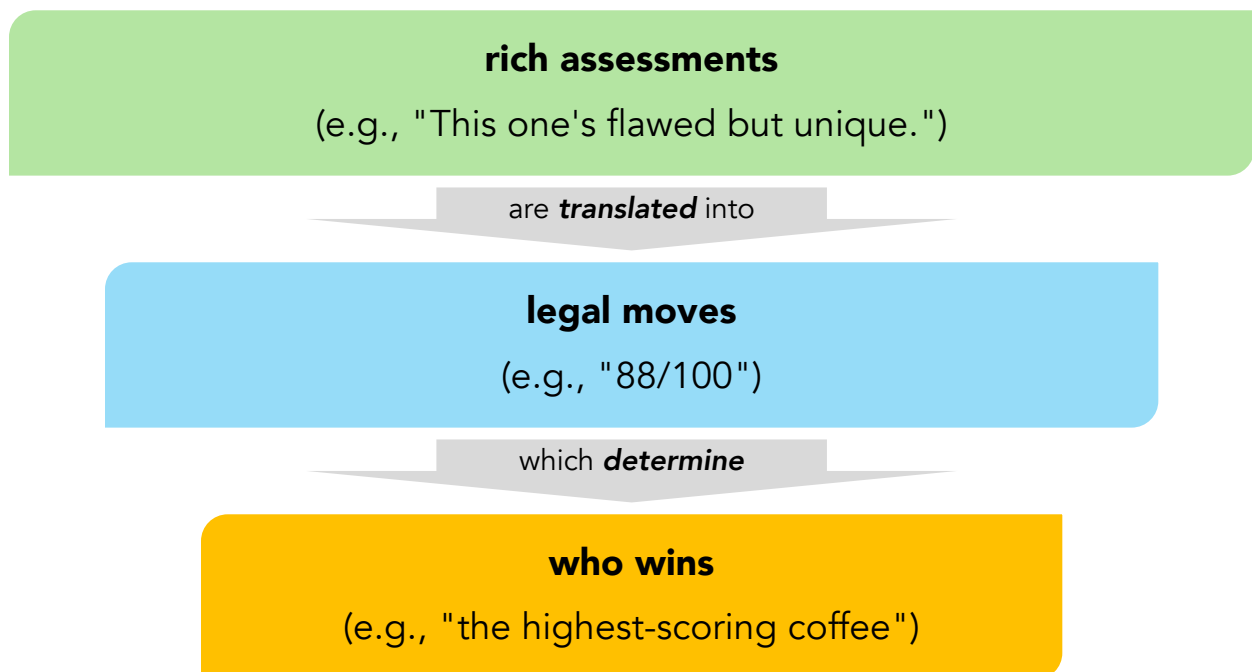 rich assessments
(e.g., "This one's flawed but unique.")
are translated into
legal moves
(e.g., "88/100")
which determine
who wins
(e.g., "the highest-scoring coffee")